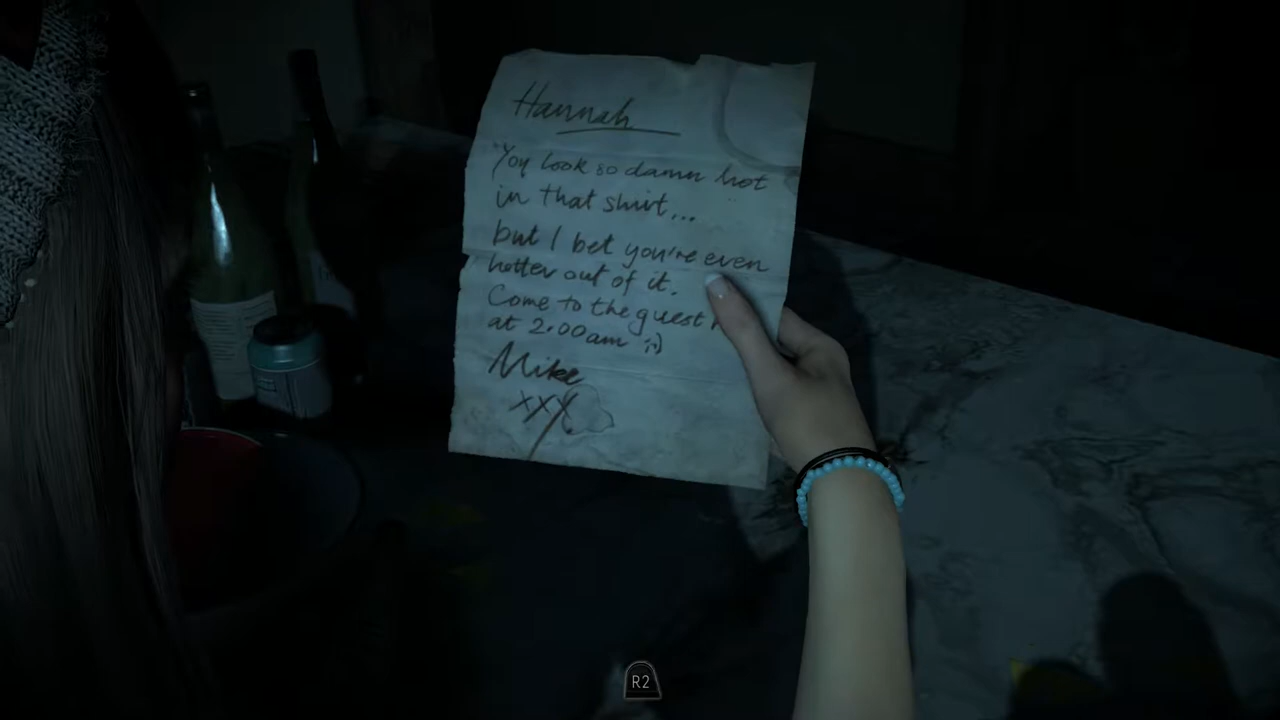 Hannah
"You look so damn hot
in that shirt...
but I bet you're even
hotter out of it.
Come to the guest
at 2.00am ;)
Mike
xxx
R2